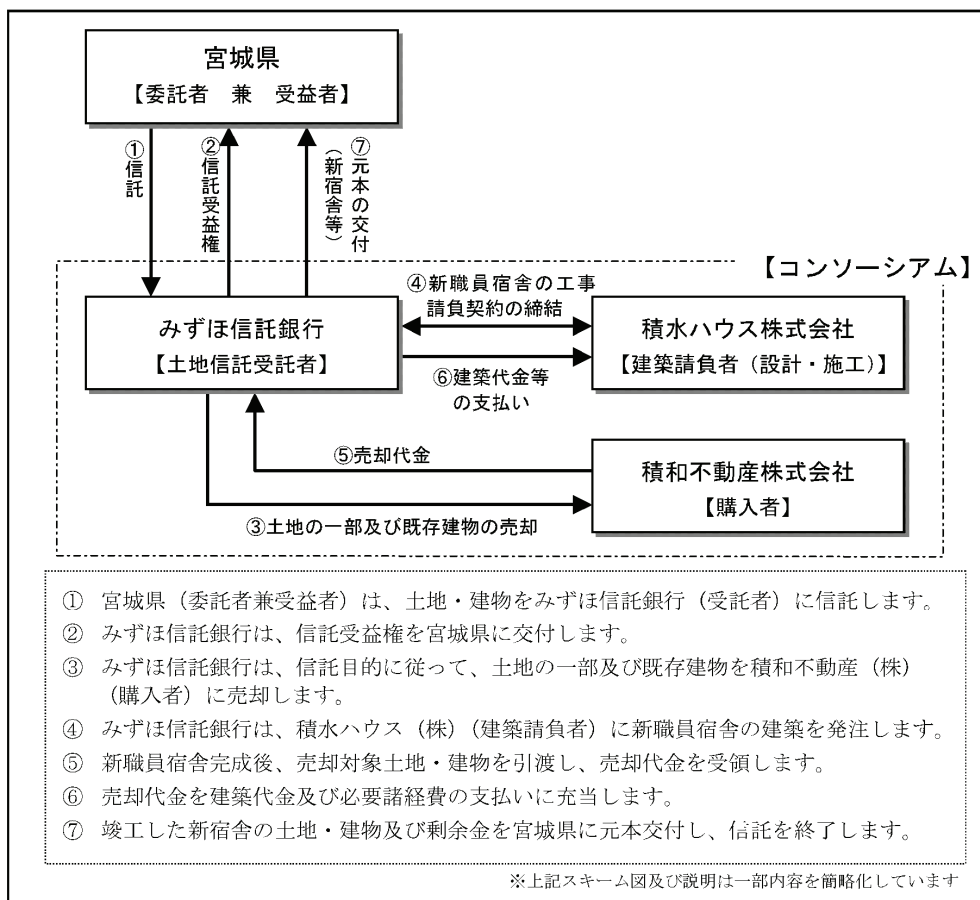 宮城県
【委託者 兼 受益者】
①信託
②信託受益権
⑦元本の交付
（新宿舎等）
【コンソーシアム】
みずほ信託銀行
【土地信託受託者】
④新職員宿舎の工事
請負契約の締結
積水ハウス株式会社
【建築請負者（設計・施工）】
⑥建築代金等
の支払い
⑤売却代金
積和不動産株式会社
【購入者】
③土地の一部及び既存建物の売却
① 宮城県（委託者兼受益者）は、土地・建物をみずほ信託銀行（受託者）に信託します。
② みずほ信託銀行は、信託受益権を宮城県に交付します。
③ みずほ信託銀行は、信託目的に従って、土地の一部及び既存建物を積和不動産（株）
（購入者）に売却します。
④ みずほ信託銀行は、積水ハウス（株）（建築請負者）に新職員宿舎の建築を発注します。
⑤ 新職員宿舎完成後、売却対象土地・建物を引渡し、売却代金を受領します。
⑥ 売却代金を建築代金及び必要諸経費の支払いに充当します。
⑦ 竣工した新宿舎の土地・建物及び剰余金を宮城県に元本交付し、信託を終了します。
※上記スキーム図及び説明は一部内容を簡略化しています